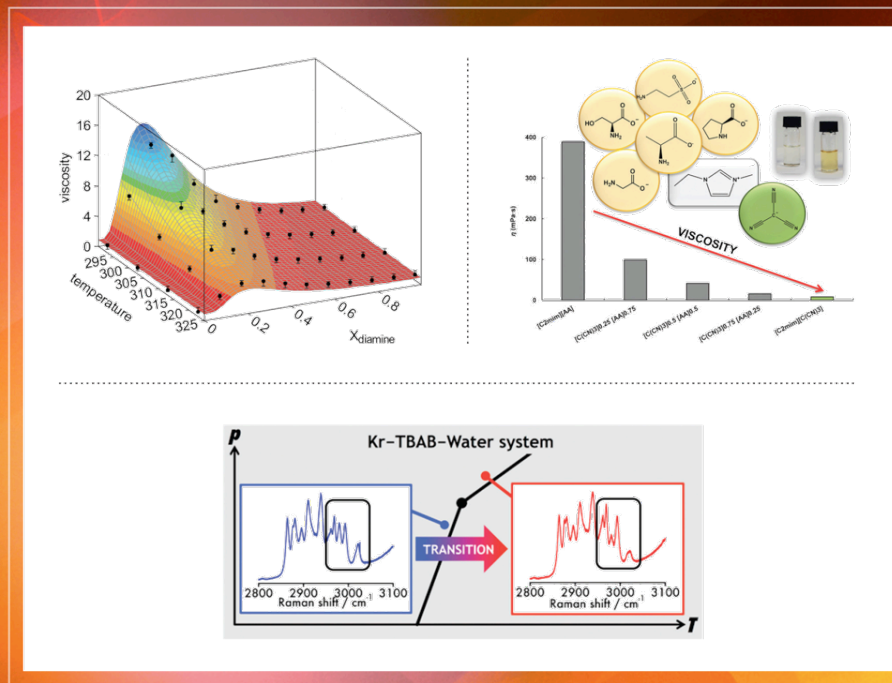 20
16
12
8
4
0
viscosity
295
300
305
310
315
320
325
temperature
0
0.2
0.4
0.6
0.8
Xdiamine
400
300
200
100
0
η (mPa·s)
HO
O
O⁻
NH₂
H₂N
NH
N
N⁺
VISCOSITY
[C2mim][AA]
[C(CN)3]0.25 [AA]0.75
[C(CN)3]0.5 [AA]0.5
[C(CN)3]0.75 [AA]0.25
[C2mim][C(CN)3]
P
Kr–TBAB–Water system
TRANSITION
2800 2900 3000 3100
Raman shift / cm⁻¹
2800 2900 3000 3100
Raman shift / cm⁻¹
T